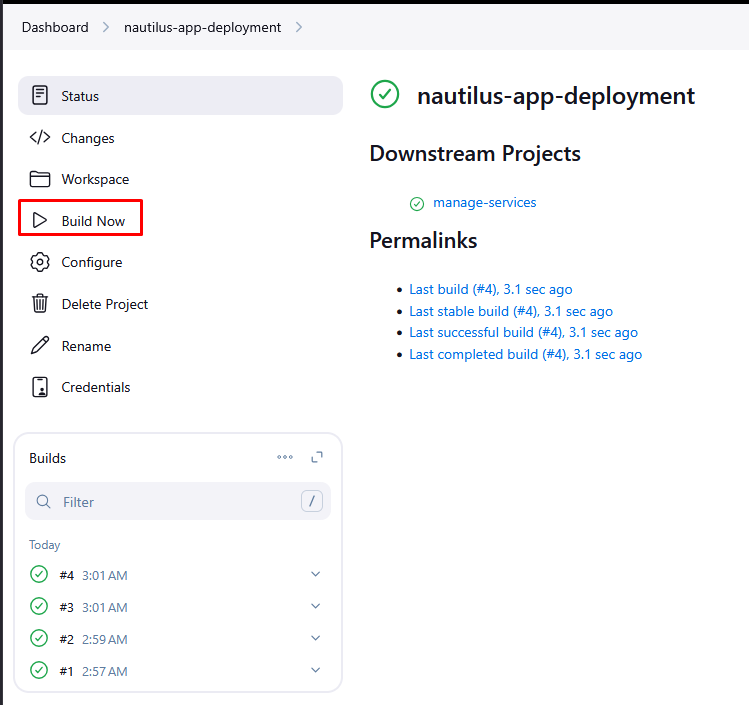 Dashboard > nautilus-app-deployment >
Status
Changes
Workspace
Build Now
Configure
Delete Project
Rename
Credentials
Builds
Filter /
Today
#4 3:01 AM
#3 3:01 AM
#2 2:59 AM
#1 2:57 AM
nautilus-app-deployment
Downstream Projects
manage-services
Permalinks
Last build (#4), 3.1 sec ago
Last stable build (#4), 3.1 sec ago
Last successful build (#4), 3.1 sec ago
Last completed build (#4), 3.1 sec ago